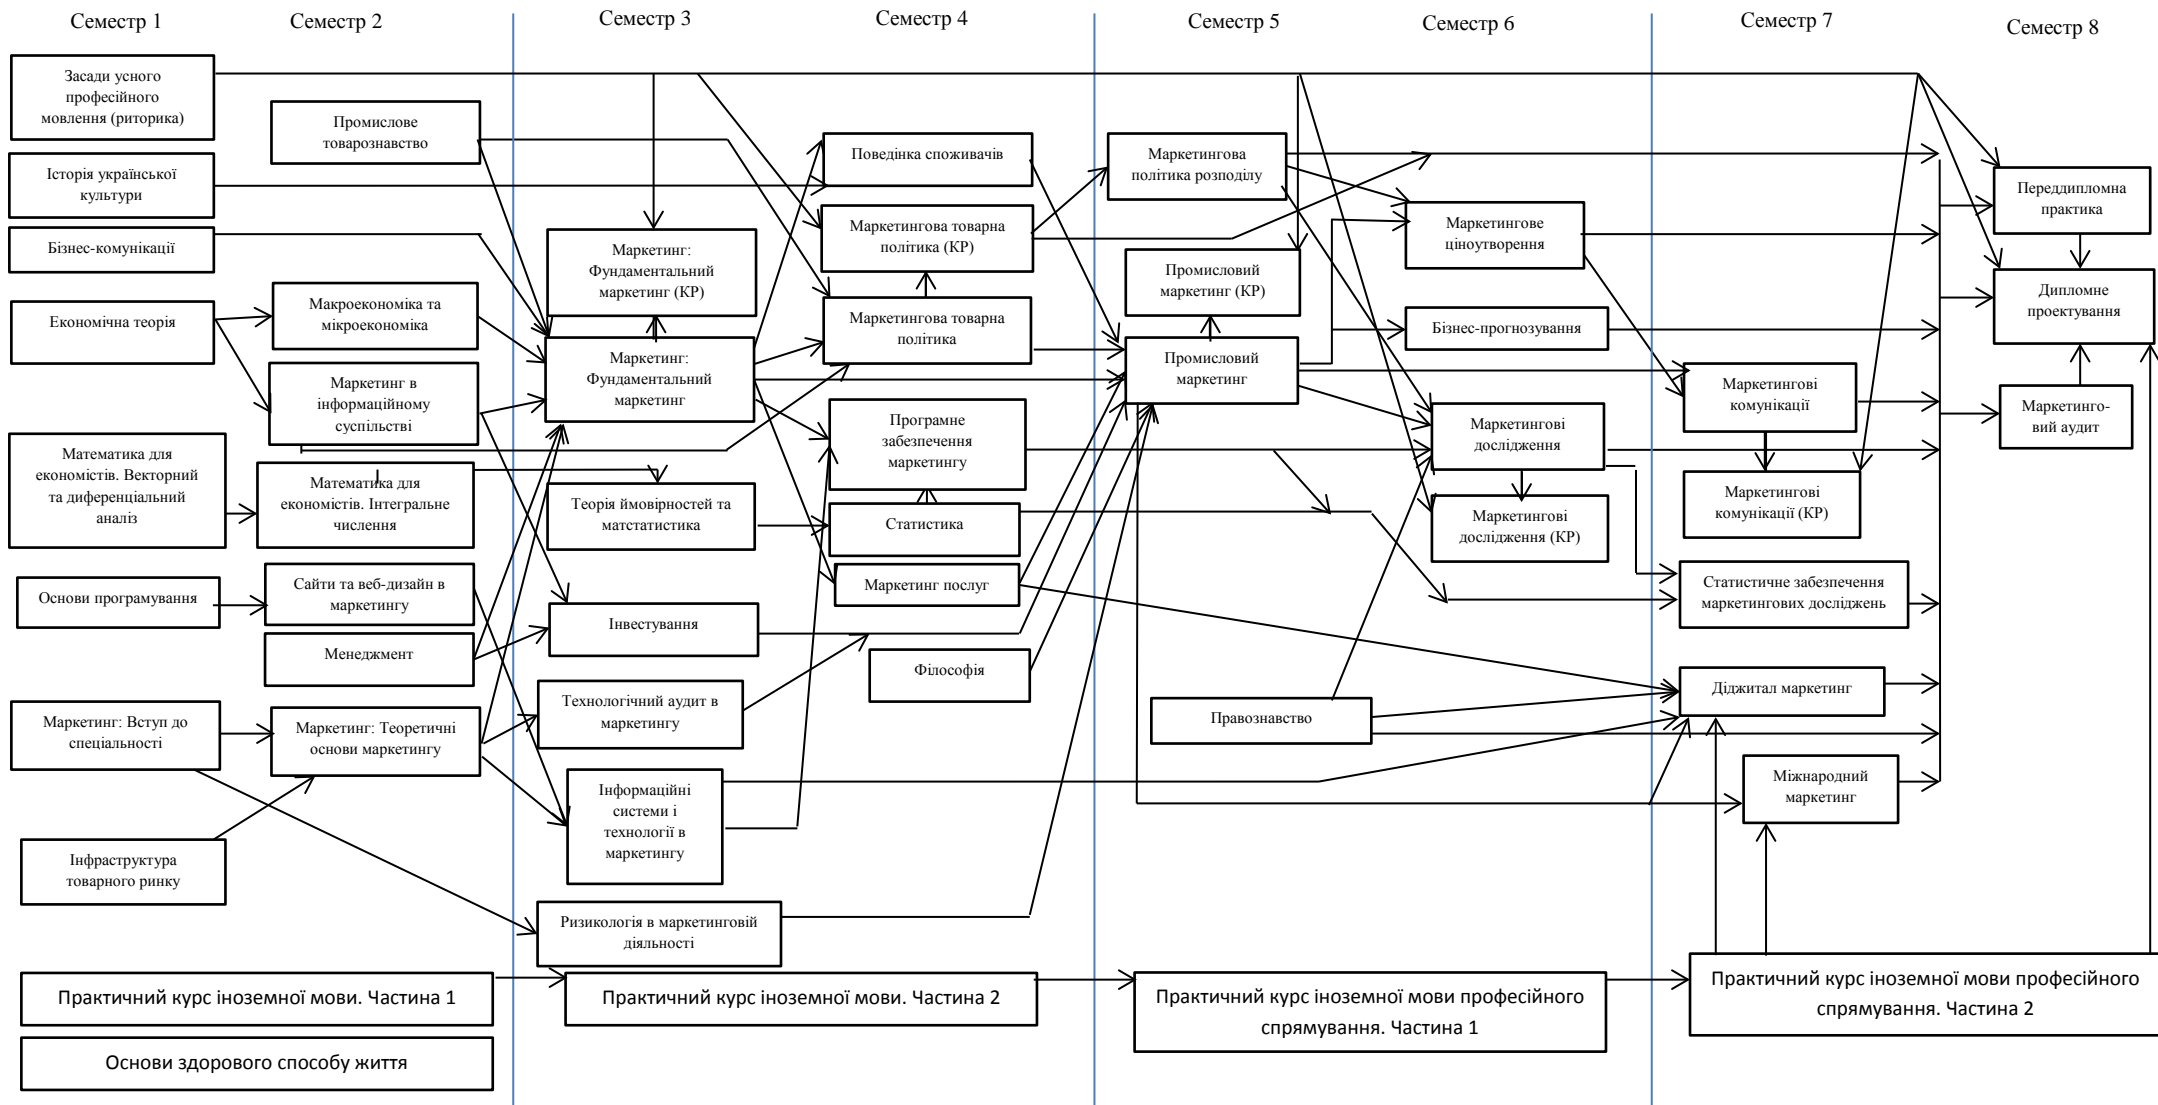 Семестр 1
Семестр 2
Семестр 3
Семестр 4
Семестр 5
Семестр 6
Семестр 7
Семестр 8
Засади усного
професійного
мовлення (риторика)
Історія української
культури
Бізнес-комунікації
Економічна теорія
Математика для
економістів. Векторний
та диференціальний
аналіз
Основи програмування
Маркетинг: Вступ до
спеціальності
Інфраструктура
товарного ринку
Промислове
товарознавство
Макроекономіка та
мікроекономіка
Маркетинг в
інформаційному
суспільстві
Математика для
економістів. Інтегральне
числення
Сайти та веб-дизайн в
маркетингу
Менеджмент
Маркетинг: Теоретичні
основи маркетингу
Маркетинг:
Фундаментальний
маркетинг (КР)
Маркетинг:
Фундаментальний
маркетинг
Теорія ймовірностей та
матстатистика
Інвестування
Технологічний аудит в
маркетингу
Інформаційні
системи і
технології в
маркетингу
Ризикологія в маркетинговій
діяльності
Поведінка споживачів
Маркетингова товарна
політика (КР)
Маркетингова товарна
політика
Програмне
забезпечення
маркетингу
Статистика
Маркетинг послуг
Філософія
Маркетингова
політика розподілу
Промисловий
маркетинг (КР)
Промисловий
маркетинг
Правознавство
Маркетингове
ціноутворення
Бізнес-прогнозування
Маркетингові
дослідження
Маркетингові
дослідження (КР)
Маркетингові
комунікації
Маркетингові
комунікації (КР)
Статистичне забезпечення
маркетингових досліджень
Діджитал маркетинг
Міжнародний
маркетинг
Переддипломна
практика
Дипломне
проектування
Маркетинго-
вий аудит
Практичний курс іноземної мови. Частина 1
Практичний курс іноземної мови. Частина 2
Практичний курс іноземної мови професійного
спрямування. Частина 1
Практичний курс іноземної мови професійного
спрямування. Частина 2
Основи здорового способу життя